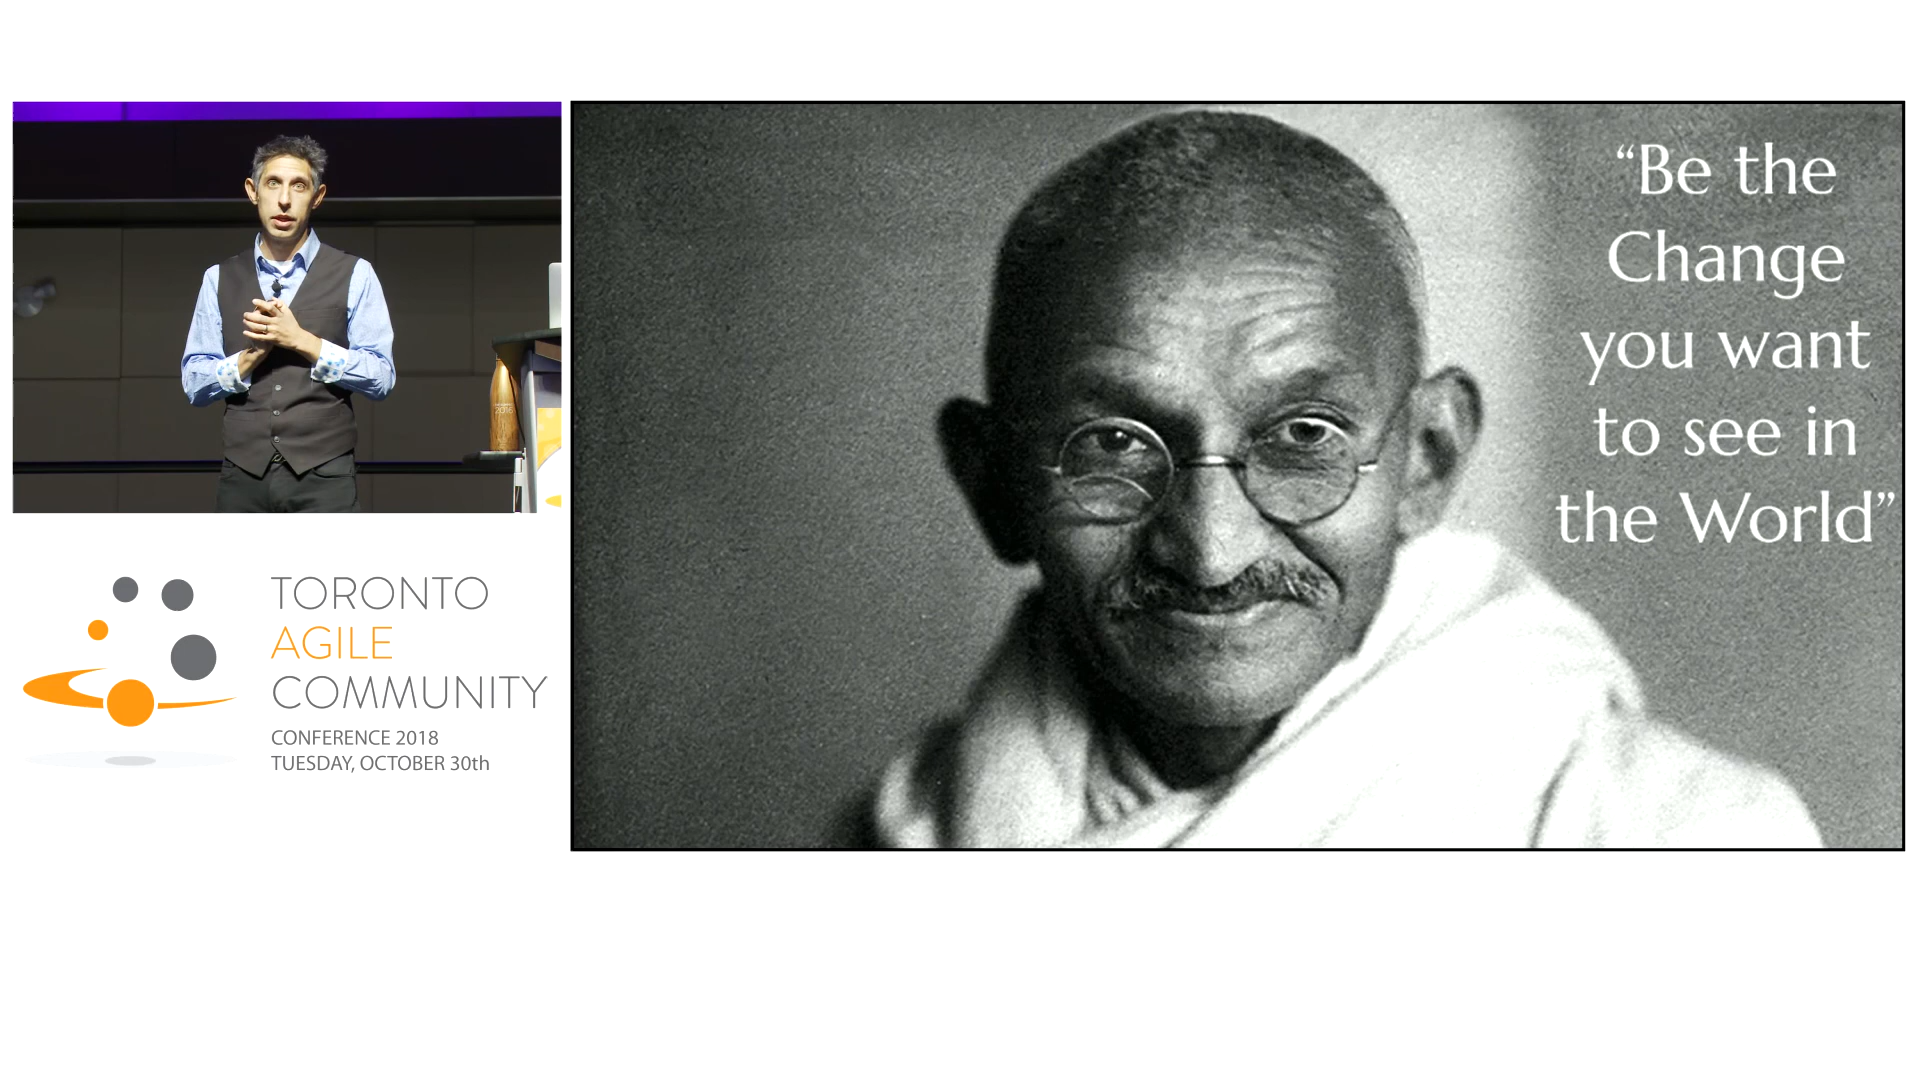 TORONTO
AGILE
COMMUNITY
CONFERENCE 2018
TUESDAY, OCTOBER 30th
“Be the
Change
you want
to see in
the World”